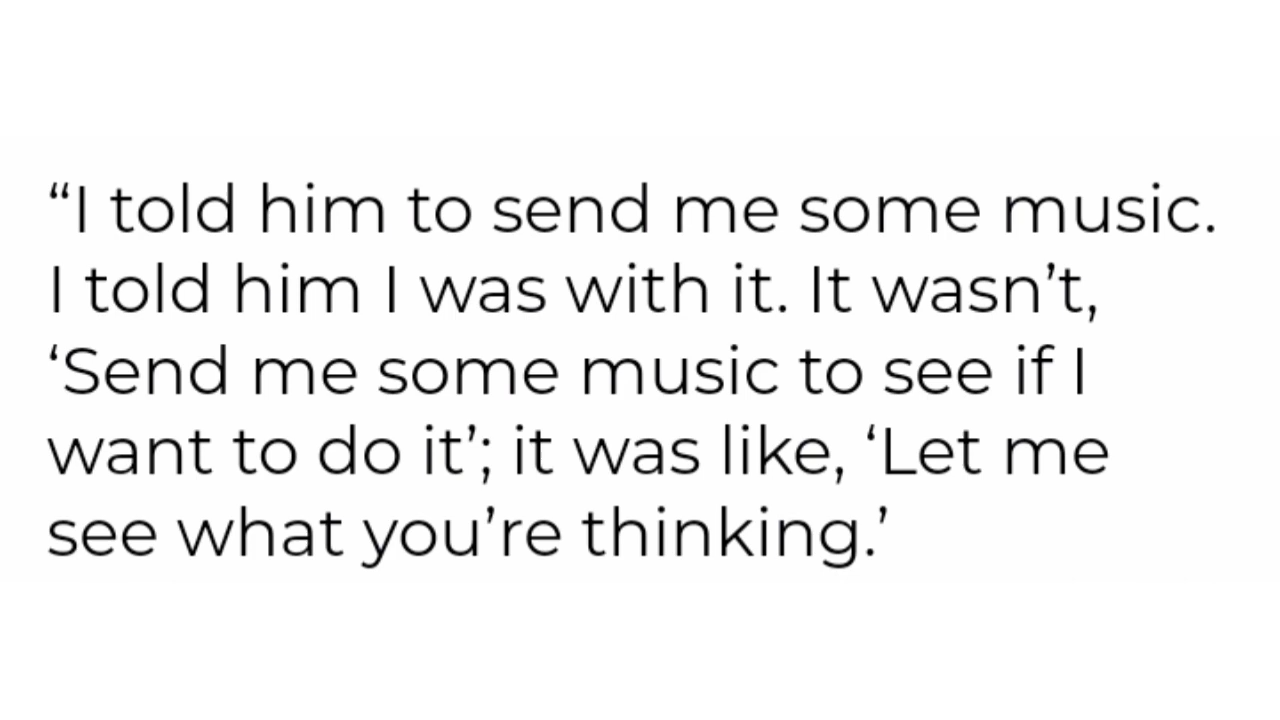 “I told him to send me some music.
I told him I was with it. It wasn’t,
‘Send me some music to see if I
want to do it’; it was like, ‘Let me
see what you’re thinking.’